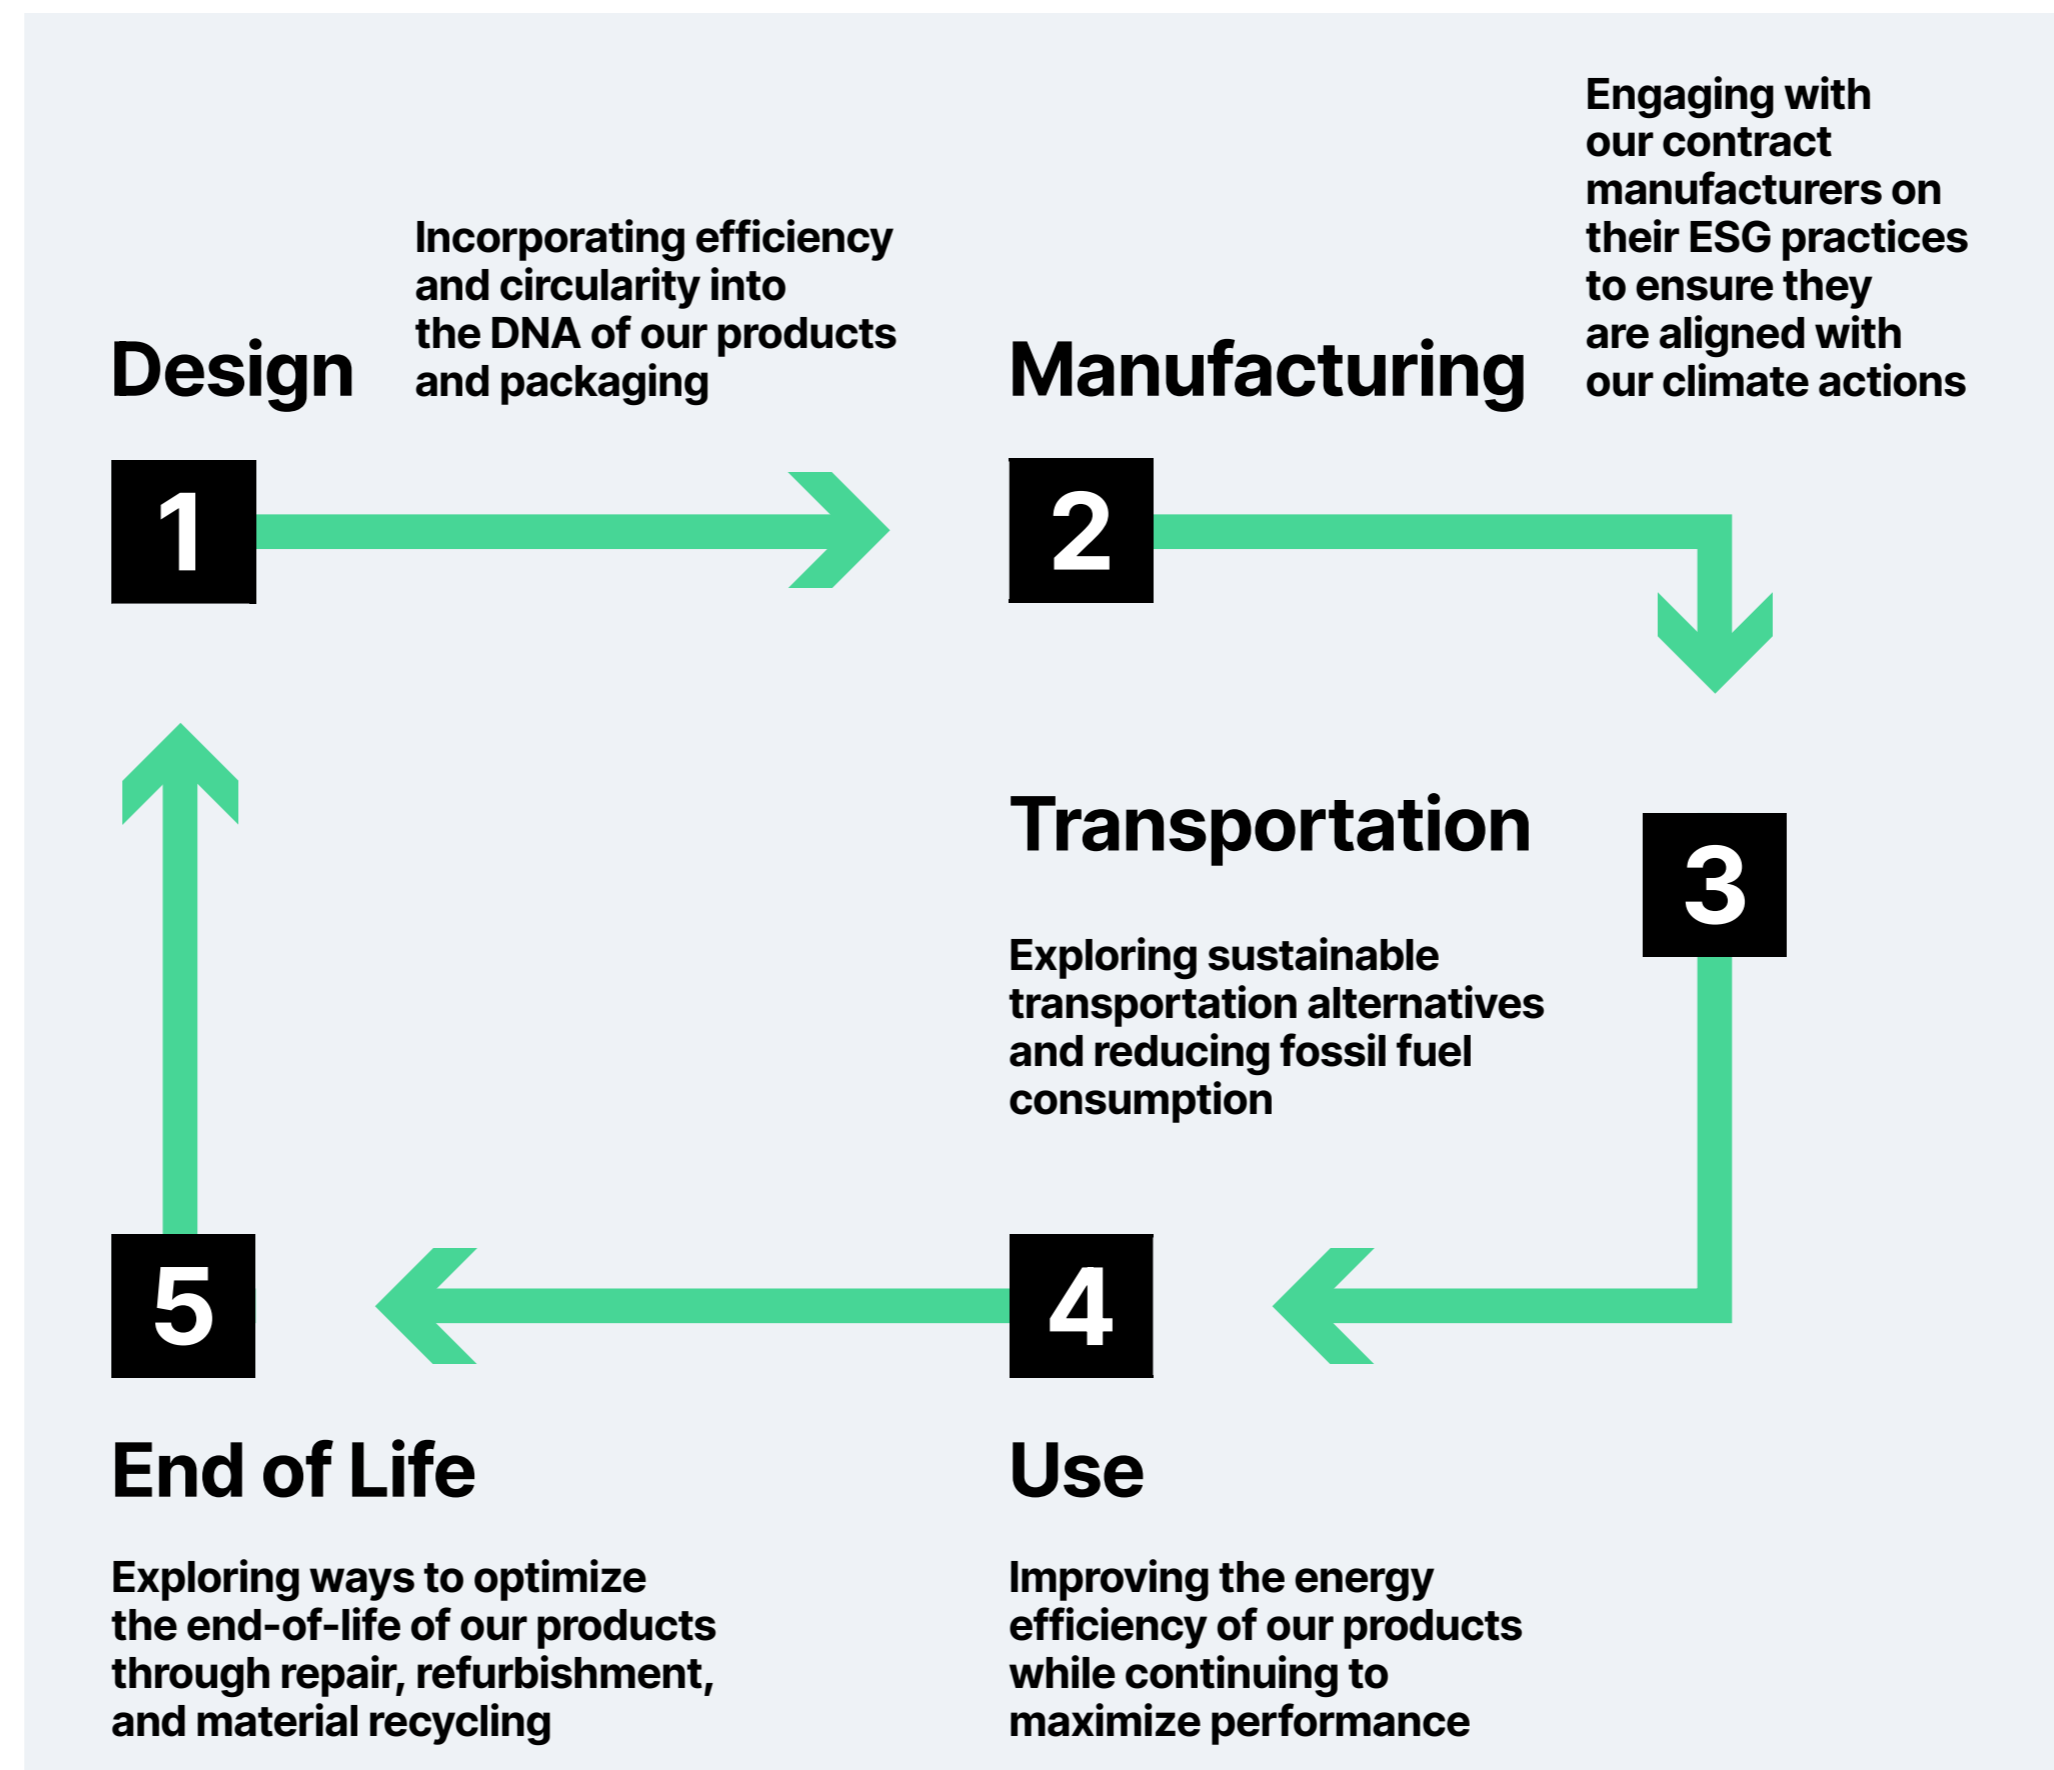 Design
Incorporating efficiency
and circularity into
the DNA of our products
and packaging
1
Manufacturing
Engaging with
our contract
manufacturers on
their ESG practices
to ensure they
are aligned with
our climate actions
2
Transportation
3
Exploring sustainable
transportation alternatives
and reducing fossil fuel
consumption
4
Use
Improving the energy
efficiency of our products
while continuing to
maximize performance
5
End of Life
Exploring ways to optimize
the end-of-life of our products
through repair, refurbishment,
and material recycling